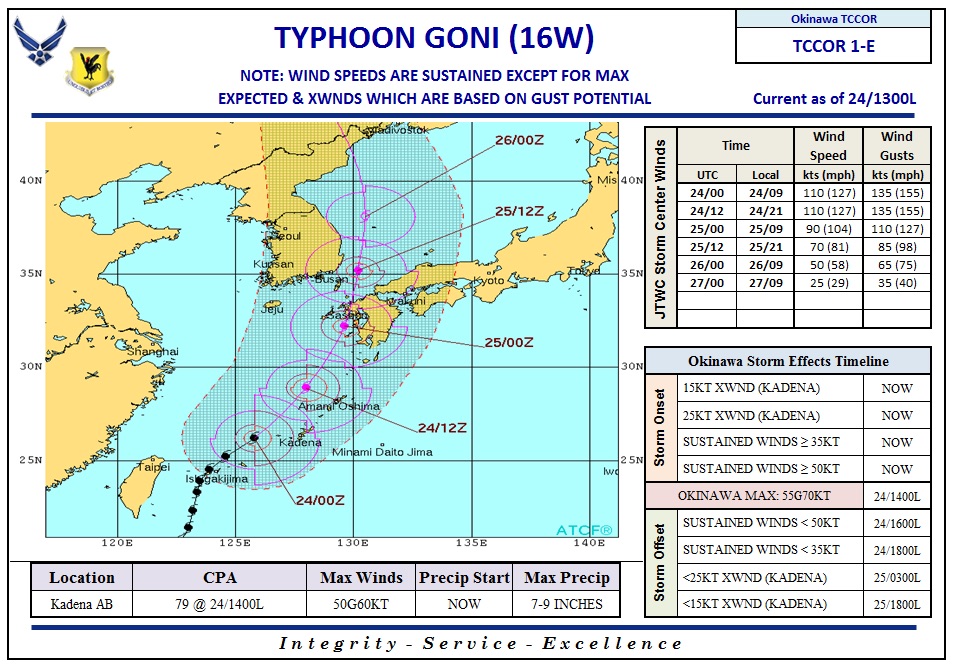 TYPHOON GONI (16W)
NOTE: WIND SPEEDS ARE SUSTAINED EXCEPT FOR MAX
EXPECTED & XWNDS WHICH ARE BASED ON GUST POTENTIAL
Okinawa TCCOR
TCCOR 1-E
Current as of 24/1300L
Vladivostok
26/00Z
40N
40N
Mis
25/12Z
Seoul
Kunsan
35N
35N
Busan
Kyoto
Tokyo
Jeju
Iwakuni
Sasebo
25/00Z
Shanghai
30N
30N
Amami Oshima
24/12Z
Kadena
Minami Daito Jima
25N
25N
Taipei
Iwo
Ishigakijima
24/00Z
ATCF®
120E
125E
130E
135E
140E
JTWC Storm Center Winds
Time Wind Speed Wind Gusts
UTC Local kts (mph) kts (mph)
24/00 24/09 110 (127) 135 (155)
24/12 24/21 110 (127) 135 (155)
25/00 25/09 90 (104) 110 (127)
25/12 25/21 70 (81) 85 (98)
26/00 26/09 50 (58) 65 (75)
27/00 27/09 25 (29) 35 (40)
Okinawa Storm Effects Timeline
Storm Onset
15KT XWND (KADENA) NOW
25KT XWND (KADENA) NOW
SUSTAINED WINDS ≥ 35KT NOW
SUSTAINED WINDS ≥ 50KT NOW
OKINAWA MAX: 55G70KT 24/1400L
Storm Offset
SUSTAINED WINDS < 50KT 24/1600L
SUSTAINED WINDS < 35KT 24/1800L
<25KT XWND (KADENA) 25/0300L
<15KT XWND (KADENA) 25/1800L
Location CPA Max Winds Precip Start Max Precip
Kadena AB 79 @ 24/1400L 50G60KT NOW 7-9 INCHES
Integrity - Service - Excellence